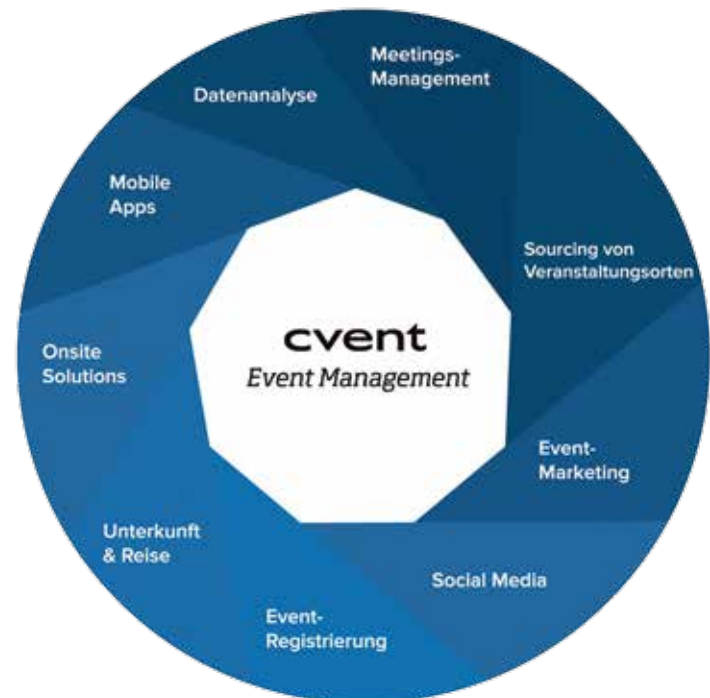 Meetings-
Management
Sourcing von
Veranstaltungsorten
Event-
Marketing
Social Media
Event-
Registrierung
Unterkunft
& Reise
Onsite
Solutions
Mobile
Apps
Datenanalyse
cvent
Event Management